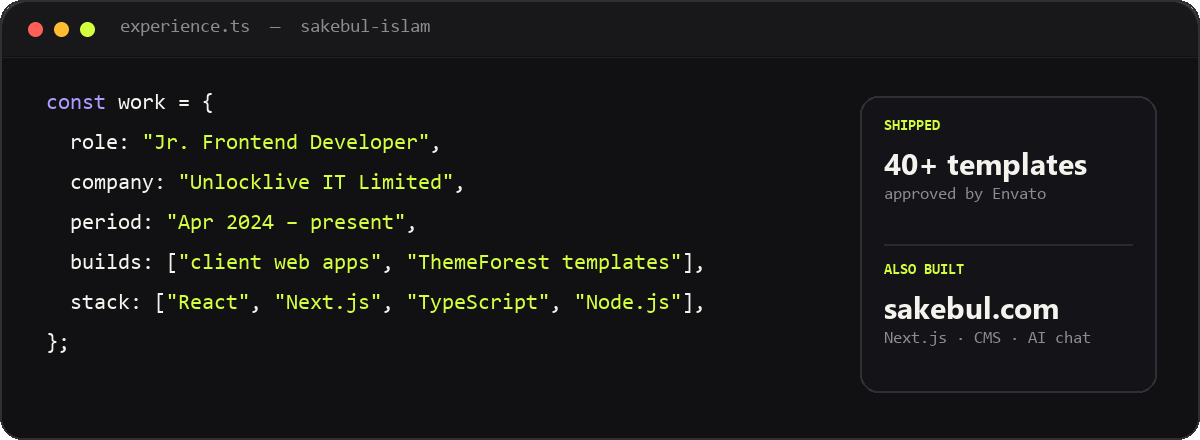 experience.ts — sakebul-islam
const work = {
role: "Jr. Frontend Developer",
company: "Unlocklive IT Limited",
period: "Apr 2024 – present",
builds: ["client web apps", "ThemeForest templates"],
stack: ["React", "Next.js", "TypeScript", "Node.js"],
};
SHIPPED
40+ templates
approved by Envato
ALSO BUILT
sakebul.com
Next.js · CMS · AI chat